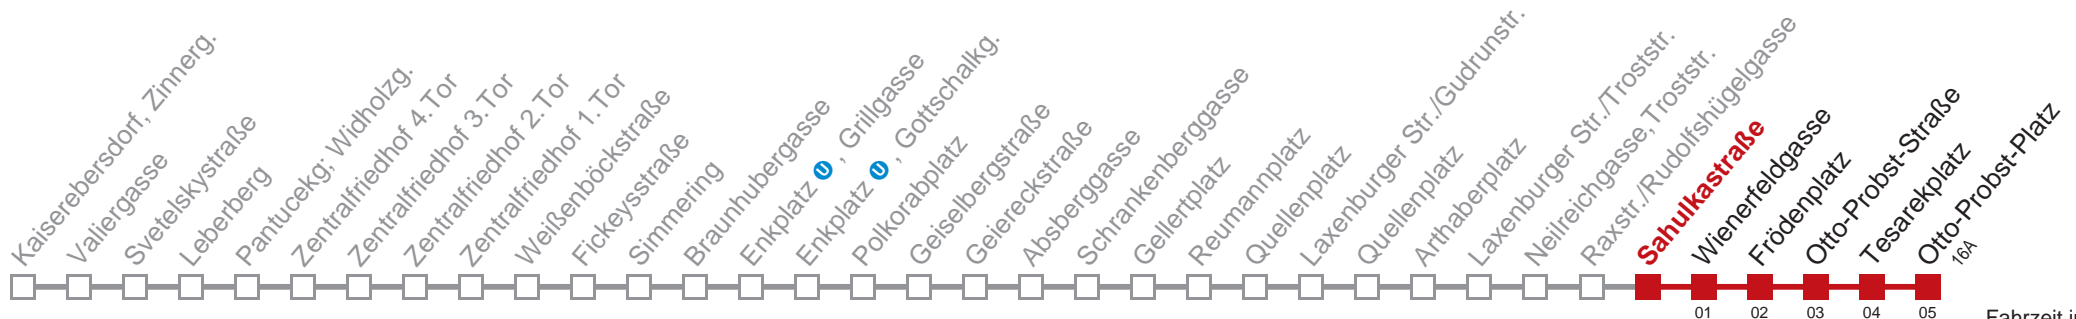 Kaiserebersdorf, Zinnerg.
Valiergasse
Svetelskystraße
Leberberg
Pantucekg; Widholzg.
Zentralfriedhof 4. Tor
Zentralfriedhof 3. Tor
Zentralfriedhof 2. Tor
Zentralfriedhof 1. Tor
Weißenböckstraße
Fickeysstraße
Simmering
Braunhubergasse
Enkplatz U , Grillgasse
Enkplatz U , Gottschalkg.
Polkorabplatz
Geiselbergstraße
Geiereckstraße
Absberggasse
Schrankenberggasse
Gellertplatz
Reumannplatz
Quellenplatz
Laxenburger Str./Gudrunstr.
Quellenplatz
Arthaberplatz
Laxenburger Str./Troststr.
Neilreichgasse, Troststr.
Raxstr./Rudolfshügelgasse
Sahulkastraße
Wienerfeldgasse
Frödenplatz
Otto-Probst-Straße
Tesarekplatz
Otto-Probst-Platz
16A
01 02 03 04 05
Fahrzeit i